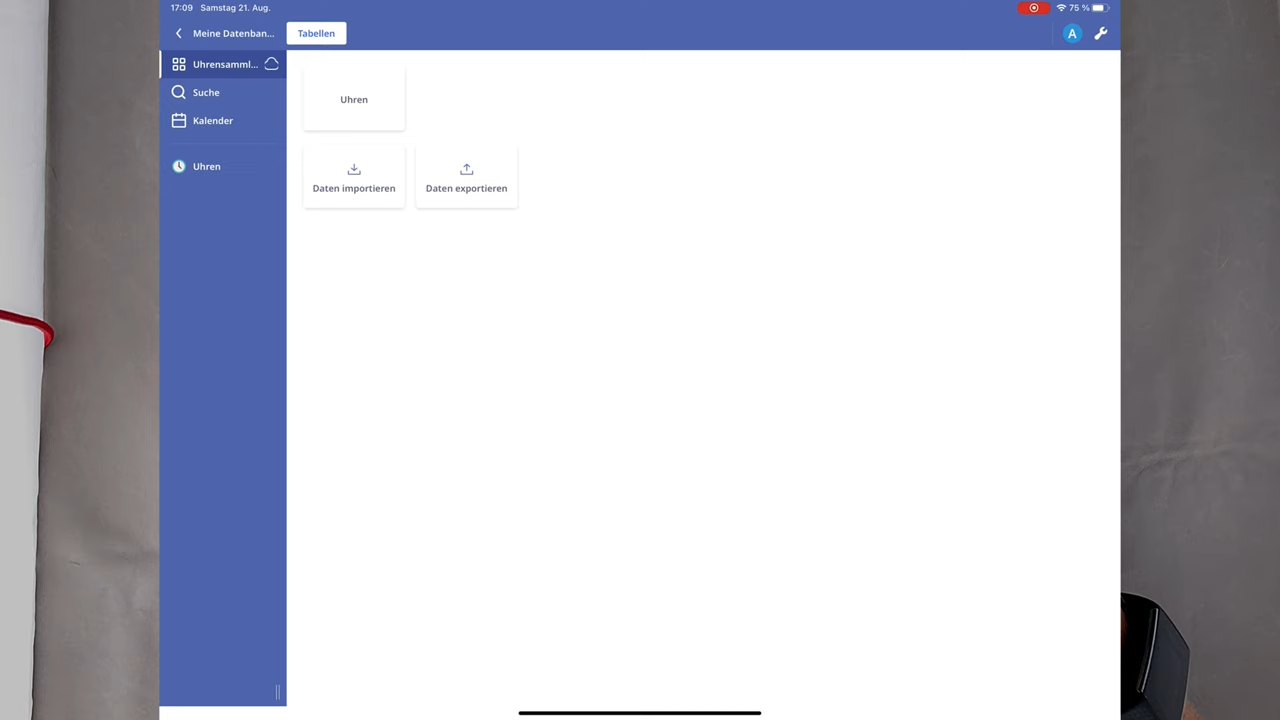 17:09 Samstag 21. Aug.
75 %
Meine Datenban...
Tabellen
A
Uhrensamml...
Suche
Kalender
Uhren
Uhren
Daten importieren
Daten exportieren